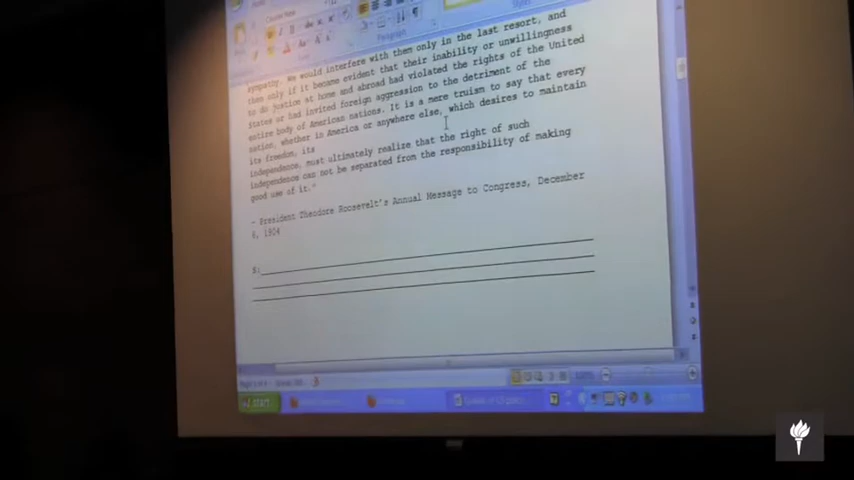 Courier New
Paragraph
Styles
sympathy. We would interfere with them only in the last resort, and
then only if it became evident that their inability or unwillingness
to do justice at home and abroad had violated the rights of the United
States or had invited foreign aggression to the detriment of the
entire body of American nations. It is a mere truism to say that every
nation, whether in America or anywhere else, which desires to maintain
its freedom, its
independence, must ultimately realize that the right of such
independence can not be separated from the responsibility of making
good use of it."
- President Theodore Roosevelt's Annual Message to Congress, December
6, 1904
S:
start